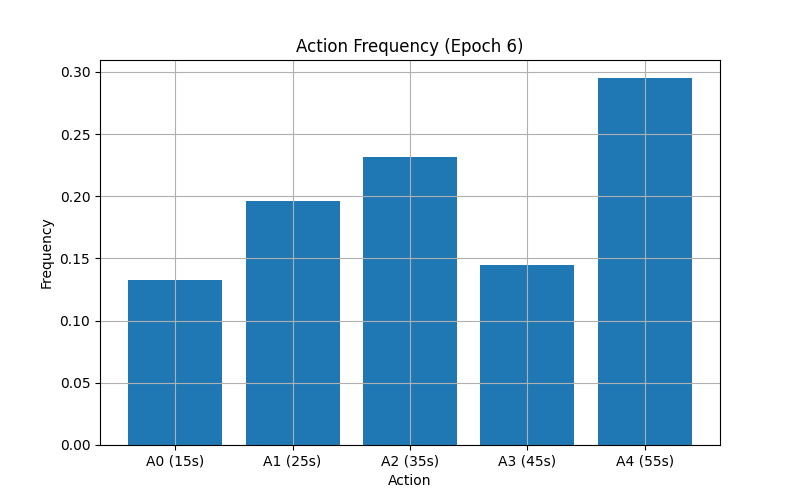 Action Frequency (Epoch 6)
0.30
0.25
0.20
0.15
0.10
0.05
0.00
Frequency
A0 (15s) A1 (25s) A2 (35s) A3 (45s) A4 (55s)
Action